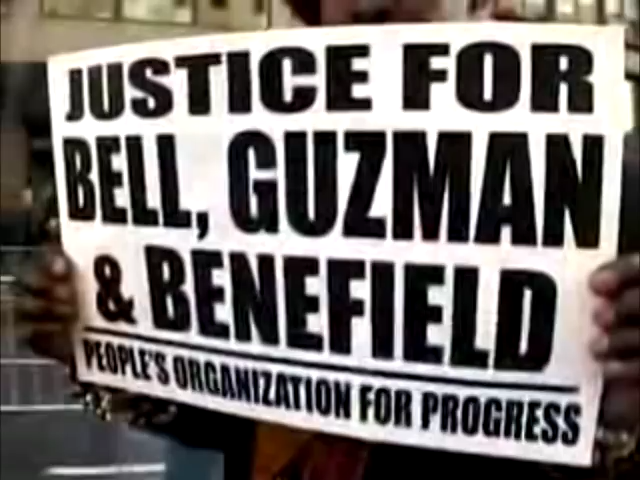 JUSTICE FOR
BELL, GUZMAN
& BENEFIELD
PEOPLE'S ORGANIZATION FOR PROGRESS